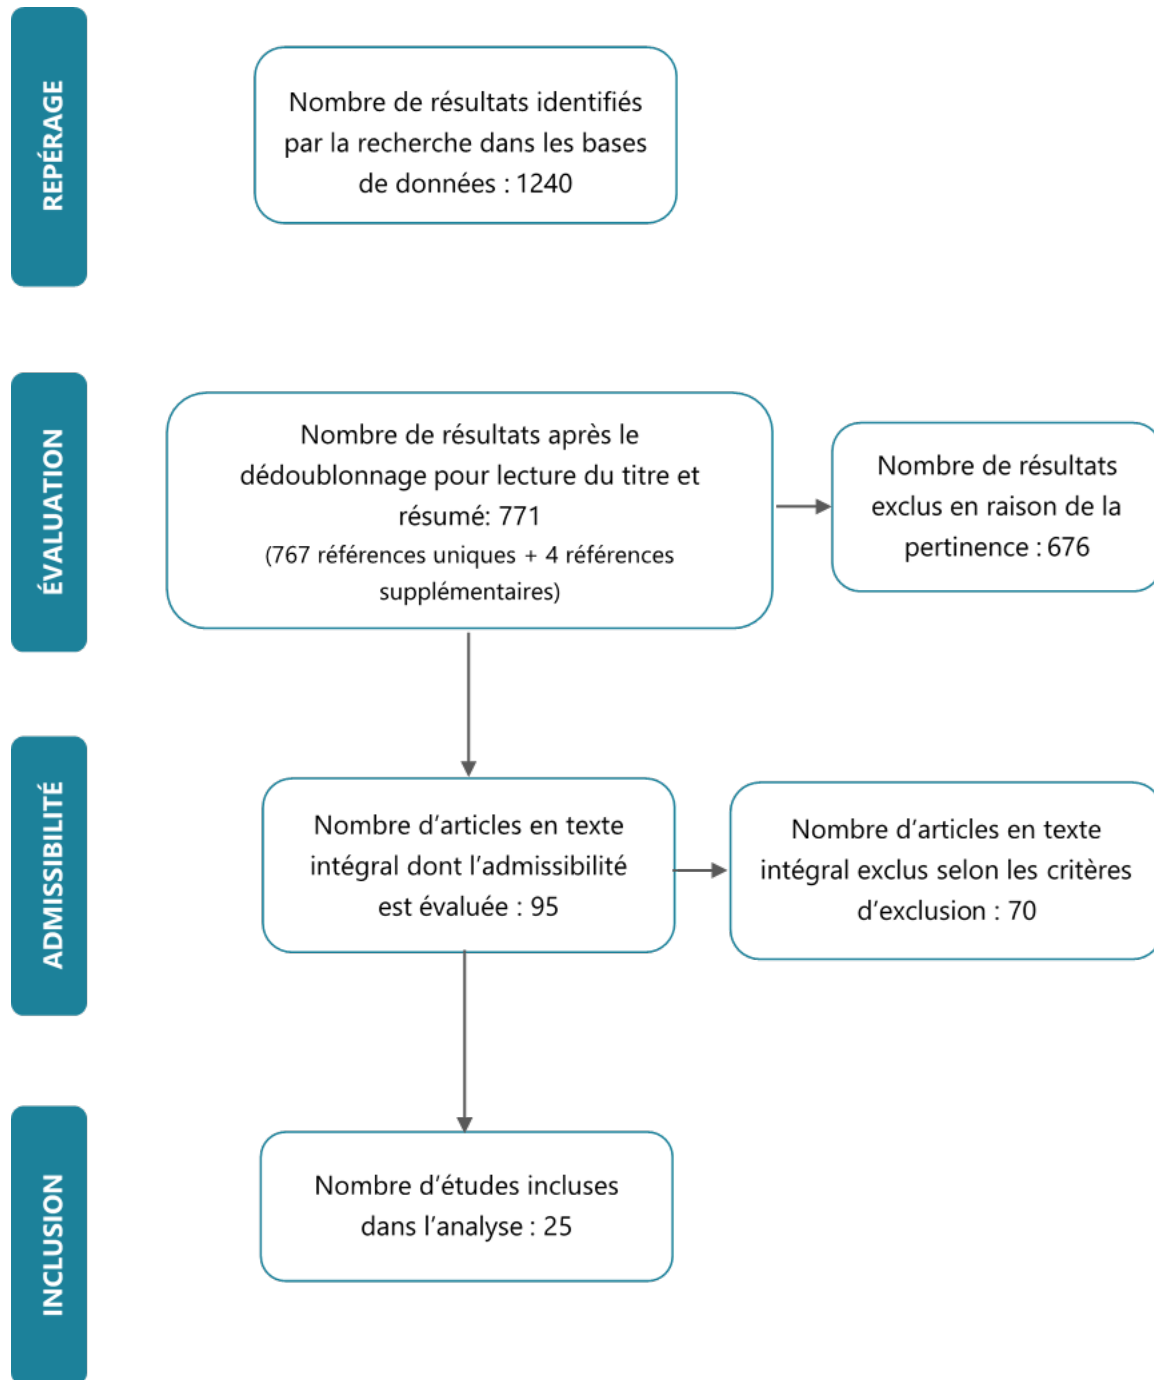 REPÉRAGE
Nombre de résultats identifiés
par la recherche dans les bases
de données : 1240
ÉVALUATION
Nombre de résultats après le
dédoublonnage pour lecture du titre et
résumé: 771
(767 références uniques + 4 références
supplémentaires)
Nombre de résultats
exclus en raison de la
pertinence : 676
ADMISSIBILITÉ
Nombre d’articles en texte
intégral dont l’admissibilité
est évaluée : 95
Nombre d’articles en texte
intégral exclus selon les critères
d’exclusion : 70
INCLUSION
Nombre d’études incluses
dans l’analyse : 25